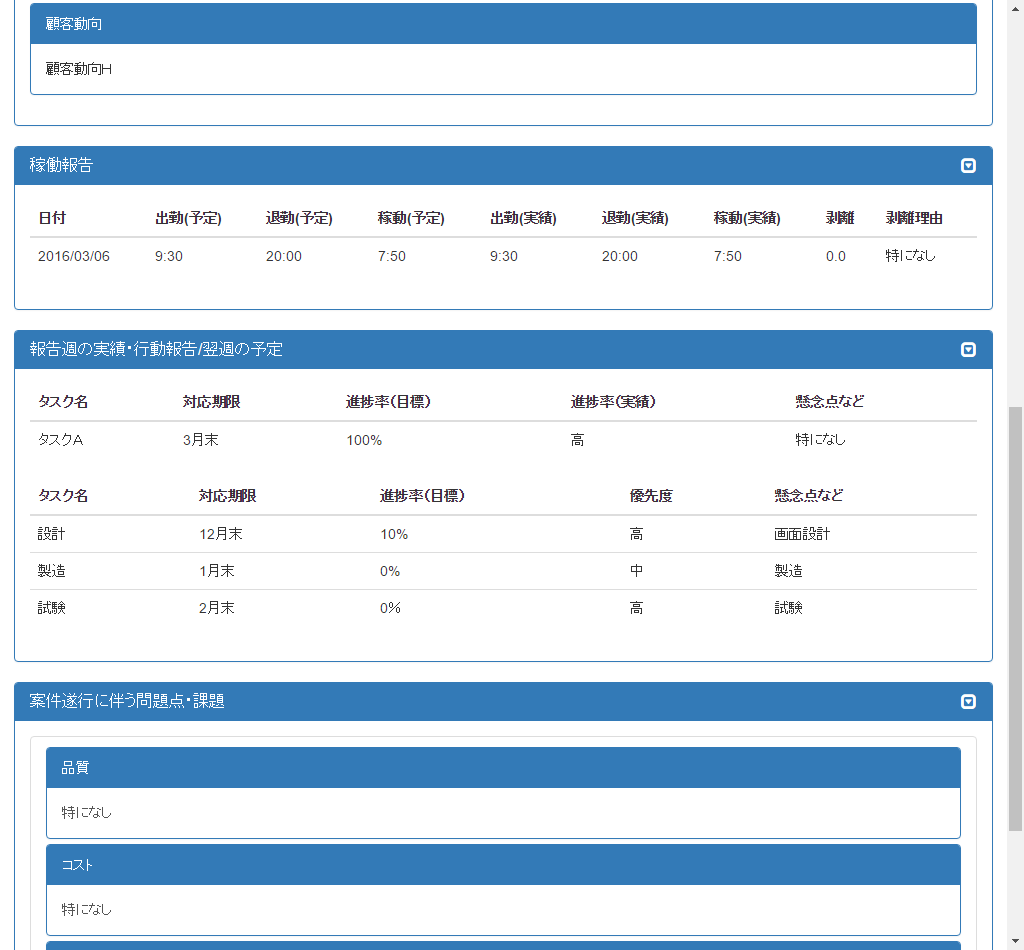 顧客動向
顧客動向H
稼働報告
日付 出勤(予定) 退勤(予定) 稼動(予定) 出勤(実績) 退勤(実績) 稼動(実績) 剥離 剥離理由
2016/03/06 9:30 20:00 7:50 9:30 20:00 7:50 0.0 特になし
報告週の実績・行動報告/翌週の予定
タスク名 対応期限 進捗率(目標) 進捗率(実績) 懸念点など
タスクA 3月末 100% 高 特になし
タスク名 対応期限 進捗率(目標) 優先度 懸念点など
設計 12月末 10% 高 画面設計
製造 1月末 0% 中 製造
試験 2月末 0% 高 試験
案件遂行に伴う問題点・課題
品質
特になし
コスト
特になし